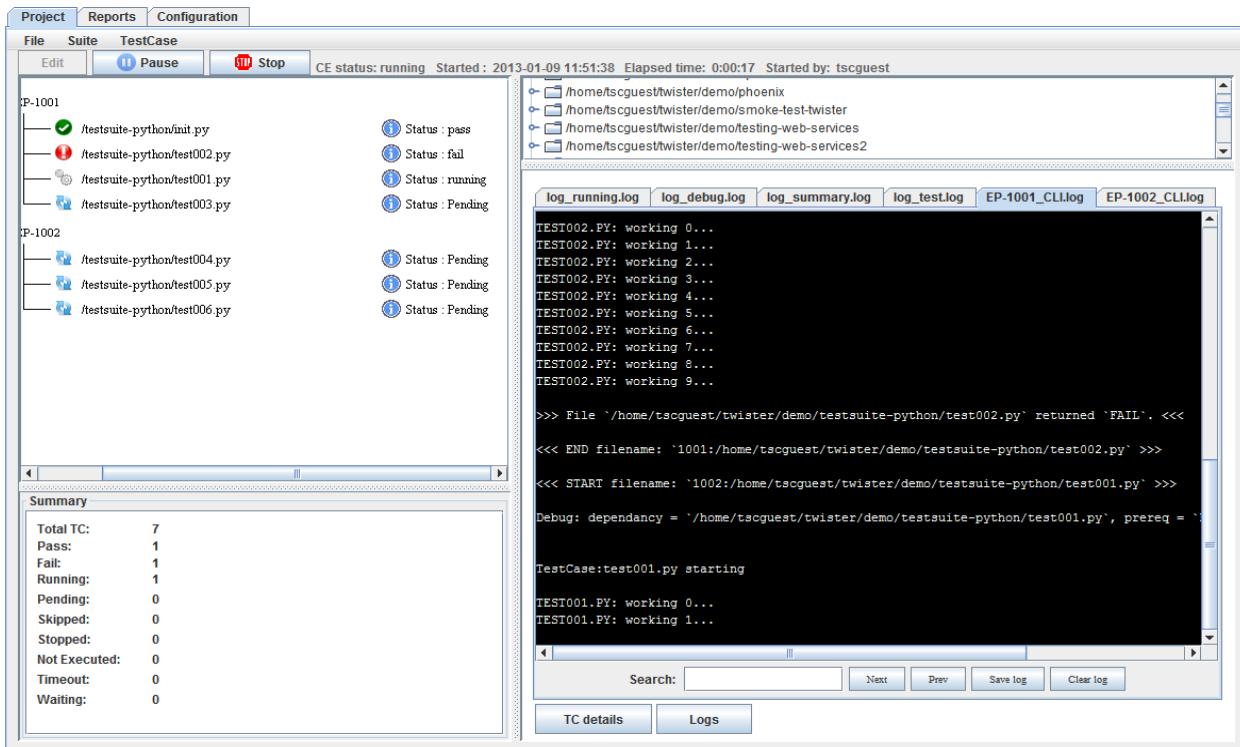 Project Reports Configuration
File Suite TestCase
Edit Pause STOP Stop CE status: running Started : 2013-01-09 11:51:38 Elapsed time: 0:00:17 Started by: tscguest
EP-1001
/testsuite-python/init.py Status : pass
/testsuite-python/test002.py Status : fail
/testsuite-python/test001.py Status : running
/testsuite-python/test003.py Status : Pending
EP-1002
/testsuite-python/test004.py Status : Pending
/testsuite-python/test005.py Status : Pending
/testsuite-python/test006.py Status : Pending
Summary
Total TC: 7
Pass: 1
Fail: 1
Running: 1
Pending: 0
Skipped: 0
Stopped: 0
Not Executed: 0
Timeout: 0
Waiting: 0
/home/tscguest/twister/demo/phoenix
/home/tscguest/twister/demo/smoke-test-twister
/home/tscguest/twister/demo/testing-web-services
/home/tscguest/twister/demo/testing-web-services2
log_running.log log_debug.log log_summary.log log_test.log EP-1001_CLI.log EP-1002_CLI.log
TEST002.PY: working 0...
TEST002.PY: working 1...
TEST002.PY: working 2...
TEST002.PY: working 3...
TEST002.PY: working 4...
TEST002.PY: working 5...
TEST002.PY: working 6...
TEST002.PY: working 7...
TEST002.PY: working 8...
TEST002.PY: working 9...
>>> File `/home/tscguest/twister/demo/testsuite-python/test002.py` returned `FAIL`. <<<
<<< END filename: `1001:/home/tscguest/twister/demo/testsuite-python/test002.py` >>>
<<< START filename: `1002:/home/tscguest/twister/demo/testsuite-python/test001.py` >>>
Debug: dependancy = `/home/tscguest/twister/demo/testsuite-python/test001.py`, prereq = `
TestCase:test001.py starting
TEST001.PY: working 0...
TEST001.PY: working 1...
Search: Next Prev Save log Clear log
TC details Logs